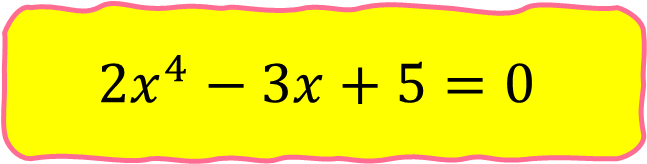 2x⁴ − 3x + 5 = 0